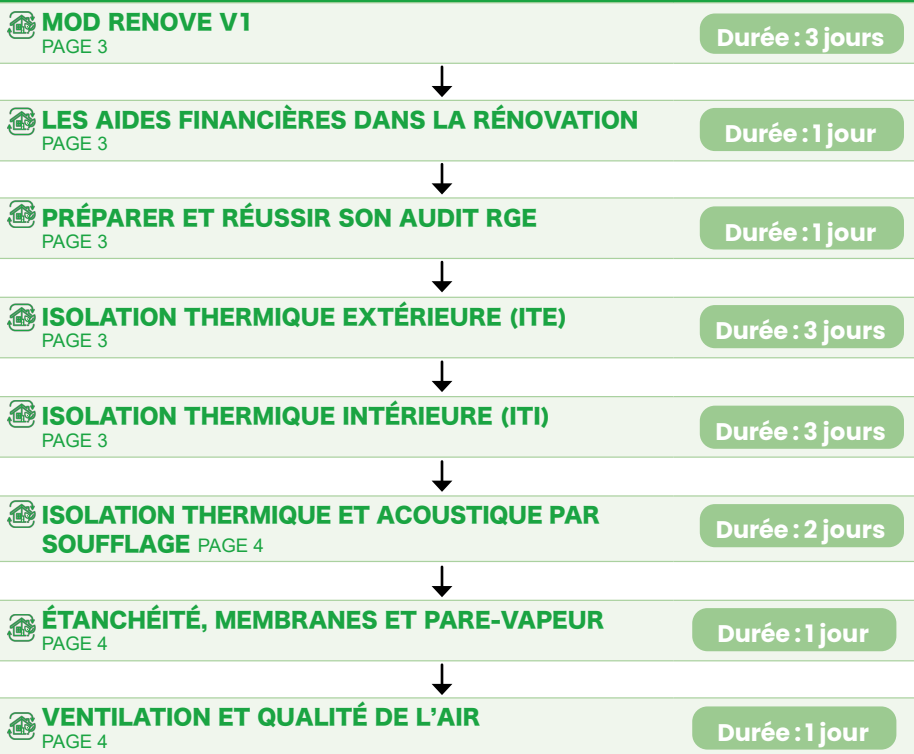 MOD RENOVE V1
PAGE 3
Durée : 3 jours
LES AIDES FINANCIÈRES DANS LA RÉNOVATION
PAGE 3
Durée : 1 jour
PRÉPARER ET RÉUSSIR SON AUDIT RGE
PAGE 3
Durée : 1 jour
ISOLATION THERMIQUE EXTÉRIEURE (ITE)
PAGE 3
Durée : 3 jours
ISOLATION THERMIQUE INTÉRIEURE (ITI)
PAGE 3
Durée : 3 jours
ISOLATION THERMIQUE ET ACOUSTIQUE PAR
SOUFFLAGE PAGE 4
Durée : 2 jours
ÉTANCHÉITÉ, MEMBRANES ET PARE-VAPEUR
PAGE 4
Durée : 1 jour
VENTILATION ET QUALITÉ DE L’AIR
PAGE 4
Durée : 1 jour